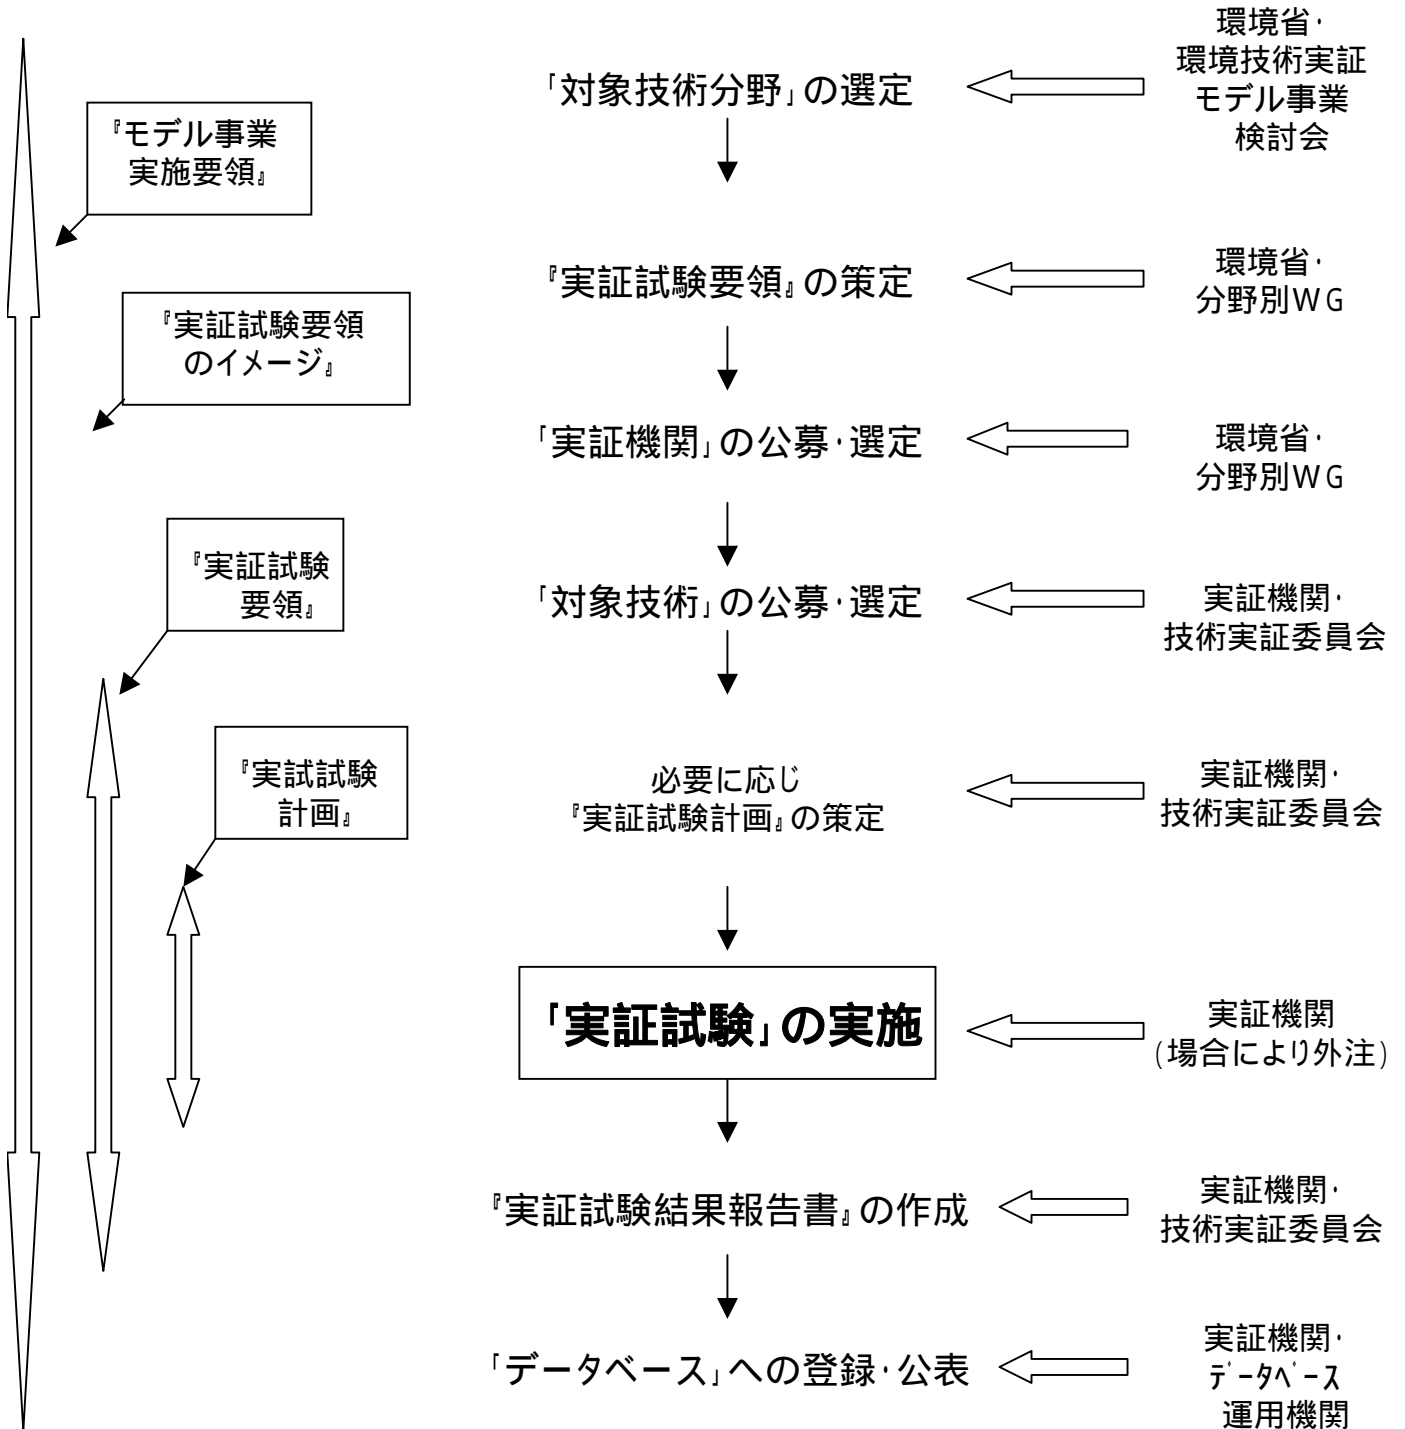 環境省・
環境技術実証
モデル事業
検討会
「対象技術分野」の選定
『モデル事業
実施要領』
『実証試験要領』の策定
環境省・
分野別WG
『実証試験要領
のイメージ』
「実証機関」の公募・選定
環境省・
分野別WG
『実証試験
要領』
「対象技術」の公募・選定
実証機関・
技術実証委員会
『実試試験
計画』
必要に応じ
『実証試験計画』の策定
実証機関・
技術実証委員会
「実証試験」の実施
実証機関
(場合により外注)
『実証試験結果報告書』の作成
実証機関・
技術実証委員会
「データベース」への登録・公表
実証機関・
データベース
運用機関